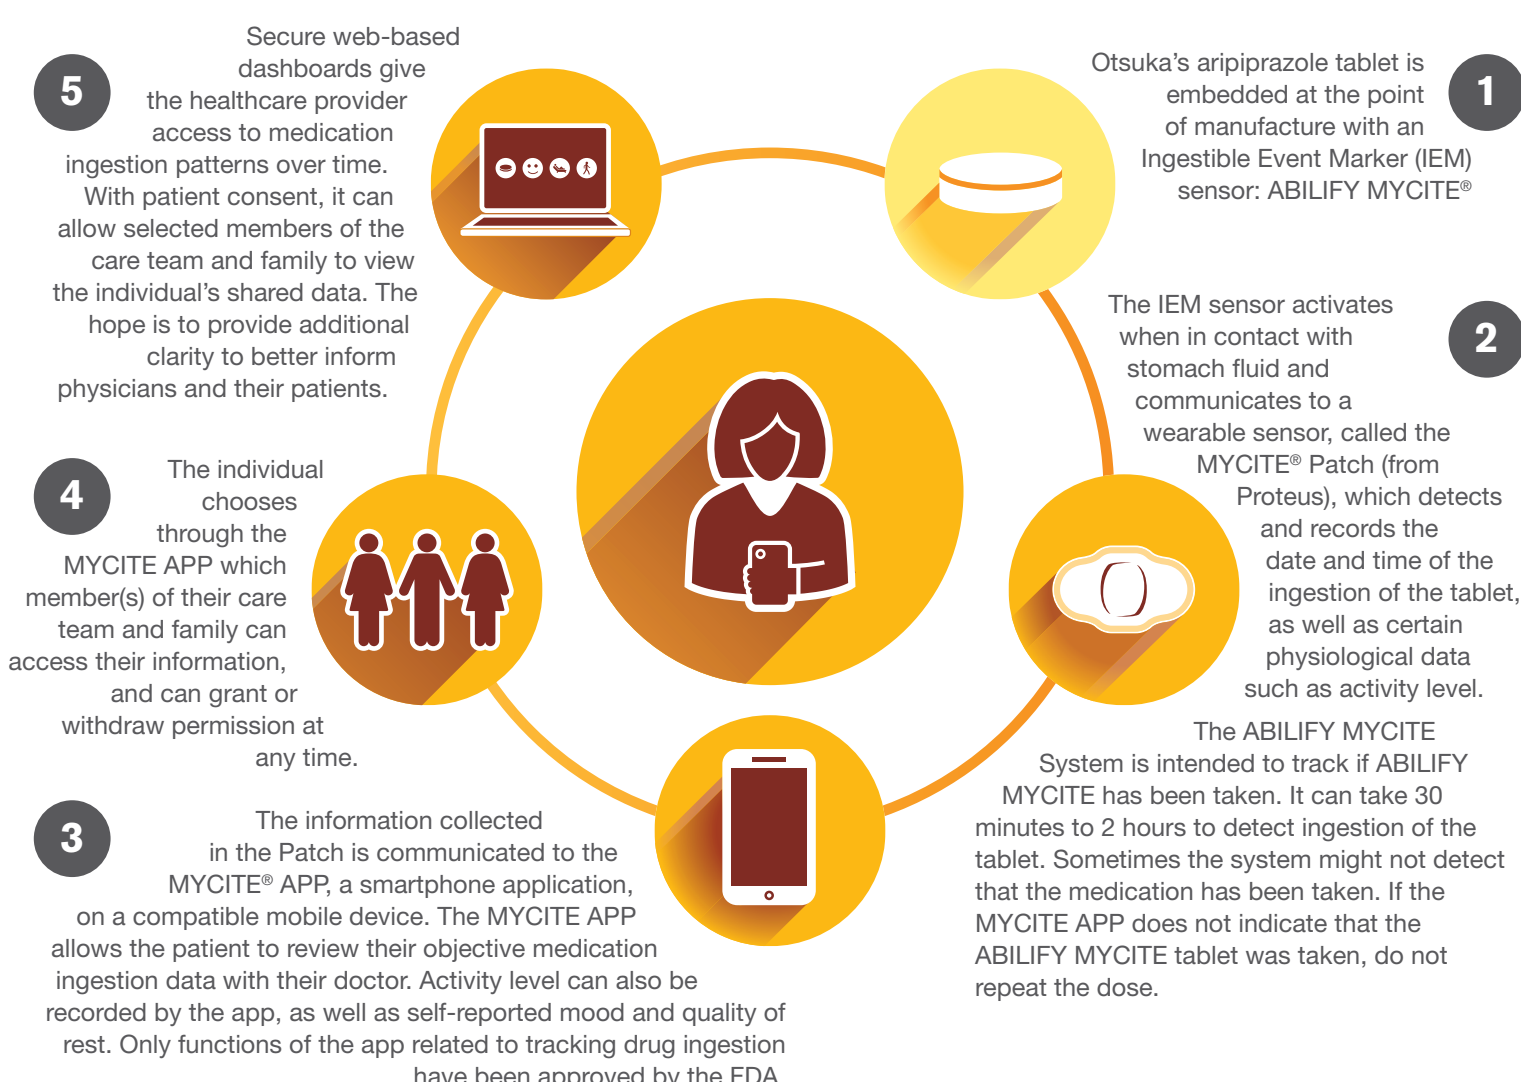 1
Otsuka's aripiprazole tablet is
embedded at the point
of manufacture with an
Ingestible Event Marker (IEM)
sensor: ABILIFY MYCITE®
2
The IEM sensor activates
when in contact with
stomach fluid and
communicates to a
wearable sensor, called the
MYCITE® Patch (from
Proteus), which detects
and records the
date and time of the
ingestion of the tablet,
as well as certain
physiological data
such as activity level.
The ABILIFY MYCITE
System is intended to track if ABILIFY
MYCITE has been taken. It can take 30
minutes to 2 hours to detect ingestion of the
tablet. Sometimes the system might not detect
that the medication has been taken. If the
MYCITE APP does not indicate that the
ABILIFY MYCITE tablet was taken, do not
repeat the dose.
3
The information collected
in the Patch is communicated to the
MYCITE® APP, a smartphone application,
on a compatible mobile device. The MYCITE APP
allows the patient to review their objective medication
ingestion data with their doctor. Activity level can also be
recorded by the app, as well as self-reported mood and quality of
rest. Only functions of the app related to tracking drug ingestion
have been approved by the FDA.
4
The individual
chooses
through the
MYCITE APP which
member(s) of their care
team and family can
access their information,
and can grant or
withdraw permission at
any time.
5
Secure web-based
dashboards give
the healthcare provider
access to medication
ingestion patterns over time.
With patient consent, it can
allow selected members of the
care team and family to view
the individual's shared data. The
hope is to provide additional
clarity to better inform
physicians and their patients.